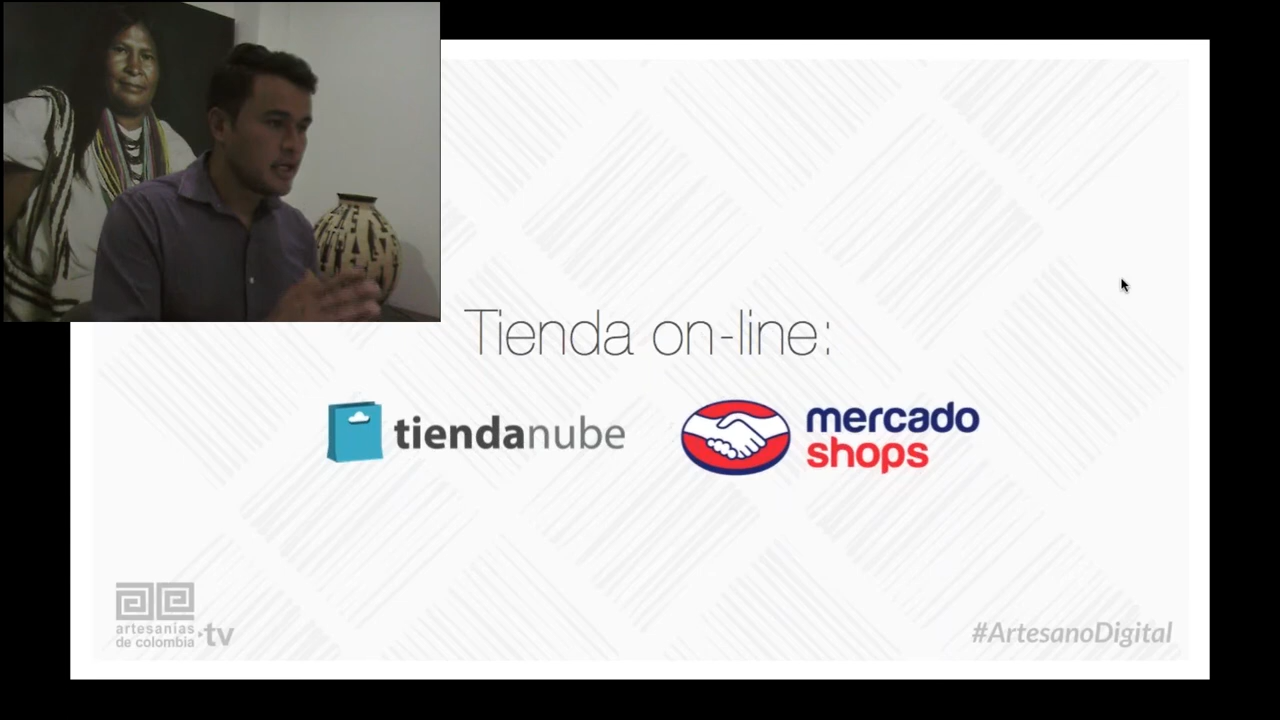 Tienda on-line:
tiendanube
mercado
shops
artesanías
de colombia
tv
#ArtesanoDigital